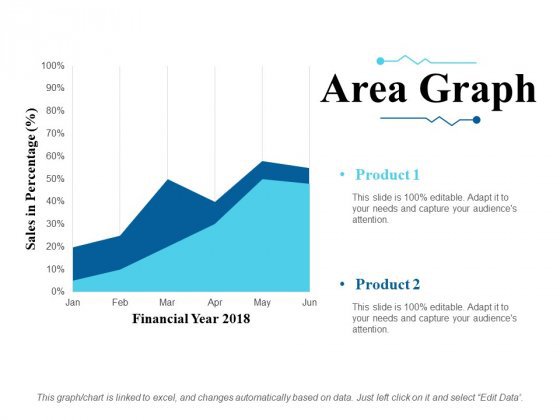 Area Graph
Sales in Percentage (%)
100%
90%
80%
70%
60%
50%
40%
30%
20%
10%
0%
Jan Feb Mar Apr May Jun
Financial Year 2018
• Product 1
This slide is 100% editable. Adapt it to
your needs and capture your audience's
attention.
• Product 2
This slide is 100% editable. Adapt it to
your needs and capture your audience's
attention.
This graph/chart is linked to excel, and changes automatically based on data. Just left click on it and select “Edit Data’.